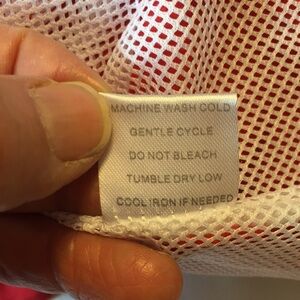 MACHINE WASH COLD
GENTLE CYCLE
DO NOT BLEACH
TUMBLE DRY LOW
COOL IRON IF NEEDED